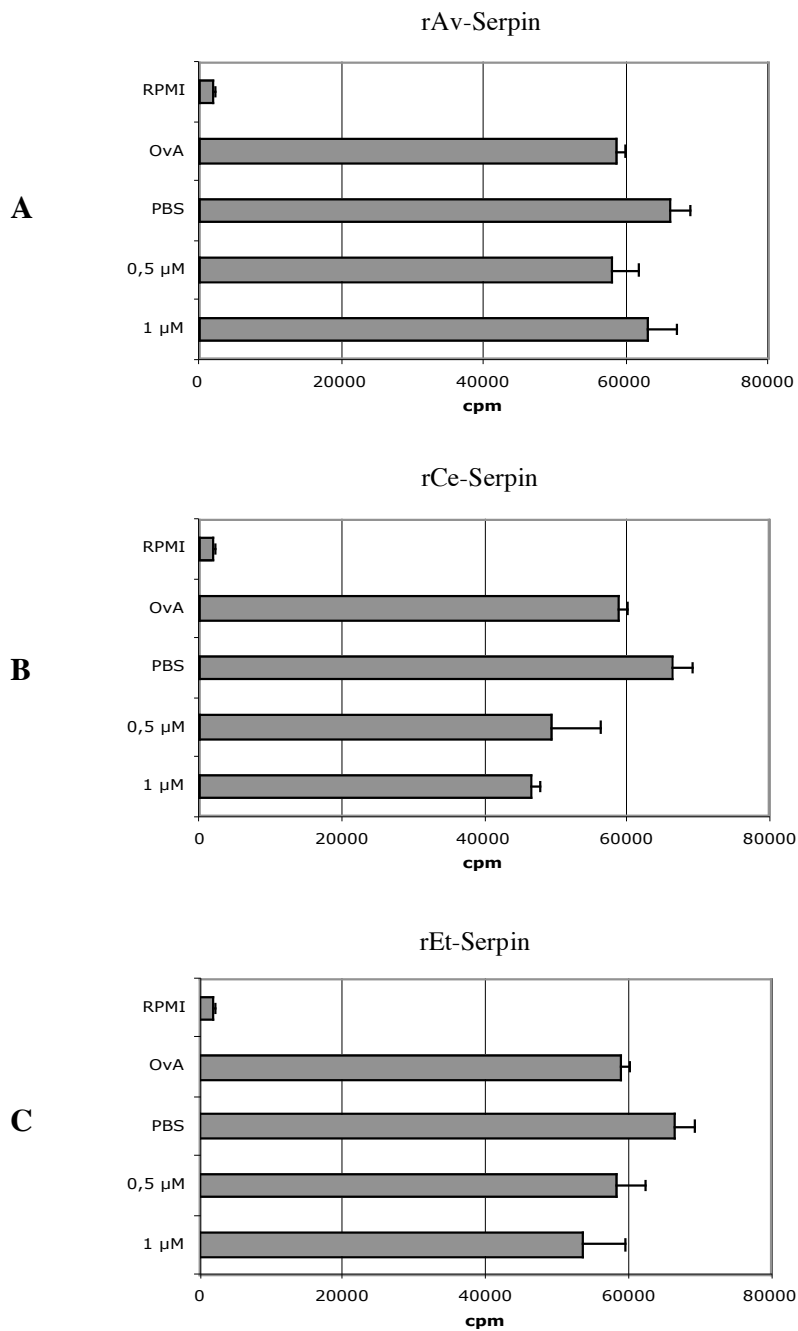 rAv-Serpin
RPMI
OvA
A
PBS
0,5 µM
1 µM
0 20000 40000 60000 80000
cpm
rCe-Serpin
RPMI
OvA
B
PBS
0,5 µM
1 µM
0 20000 40000 60000 80000
cpm
rEt-Serpin
RPMI
OvA
C
PBS
0,5 µM
1 µM
0 20000 40000 60000 80000
cpm